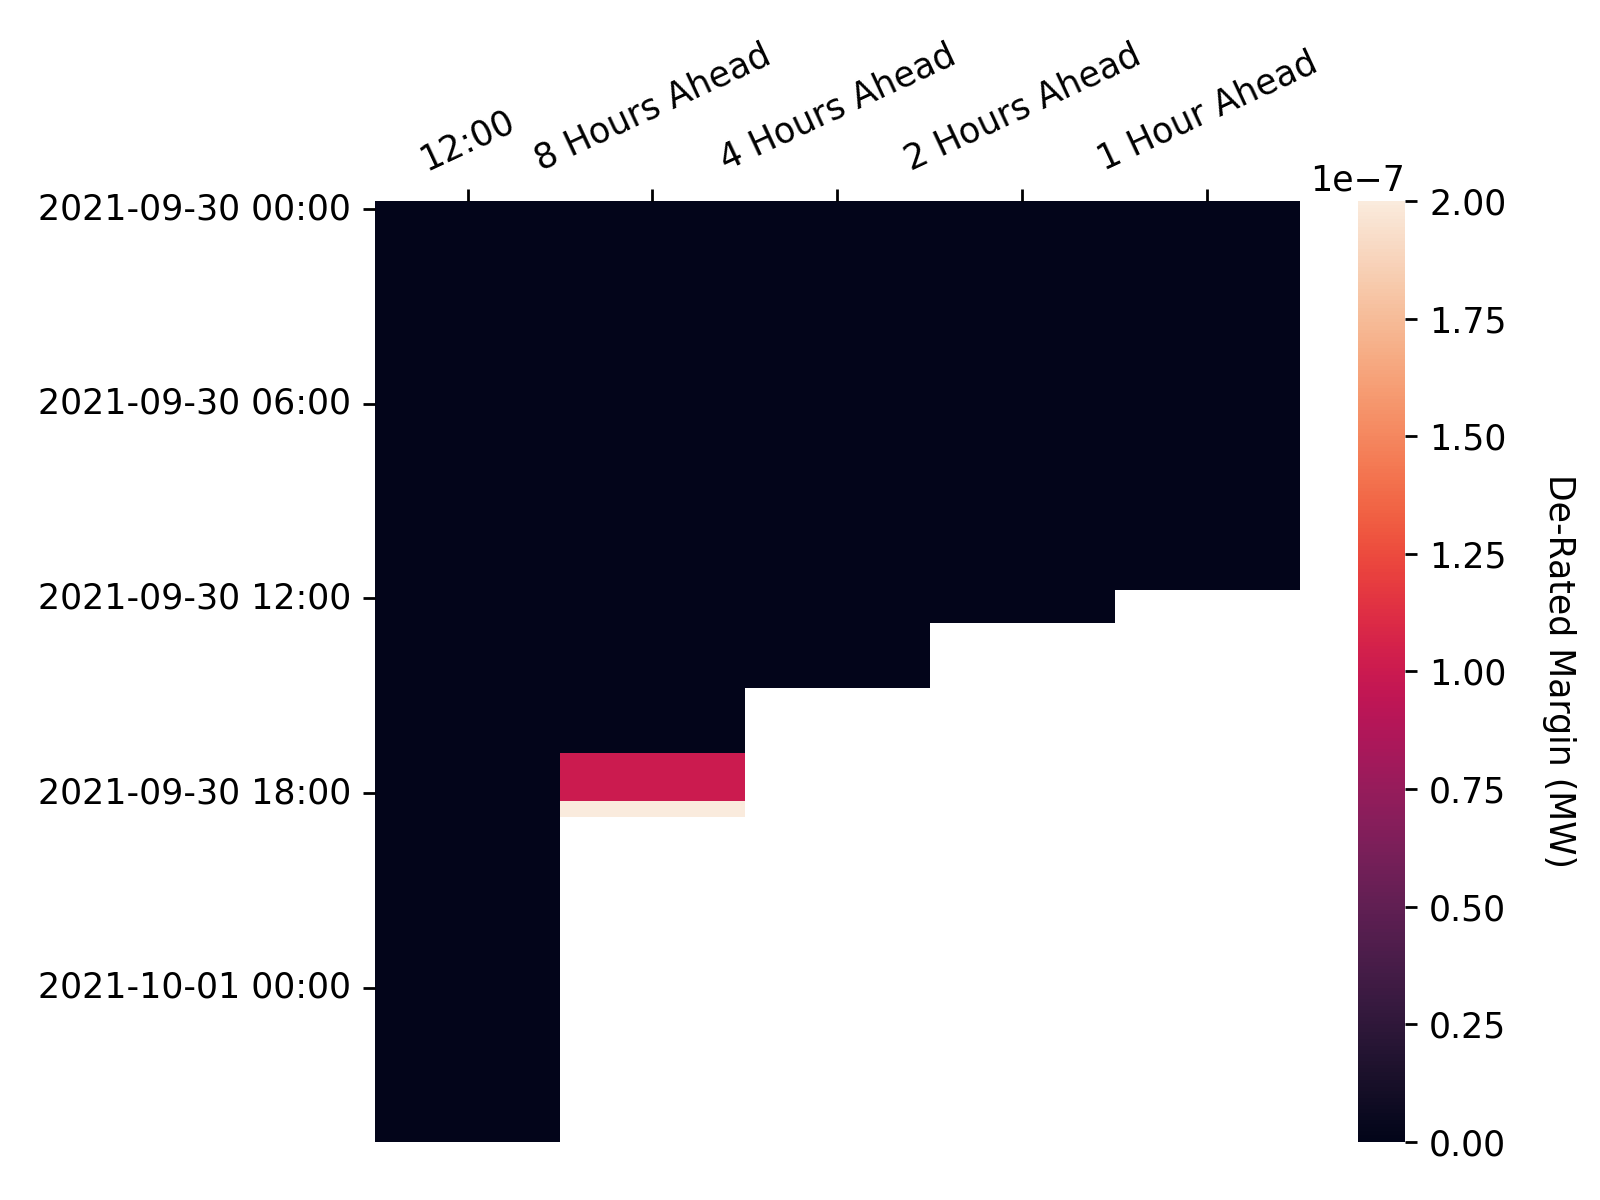 12:00
8 Hours Ahead
4 Hours Ahead
2 Hours Ahead
1 Hour Ahead
2021-09-30 00:00
2021-09-30 06:00
2021-09-30 12:00
2021-09-30 18:00
2021-10-01 00:00
1e−7
2.00
1.75
1.50
1.25
1.00
0.75
0.50
0.25
0.00
De-Rated Margin (MW)